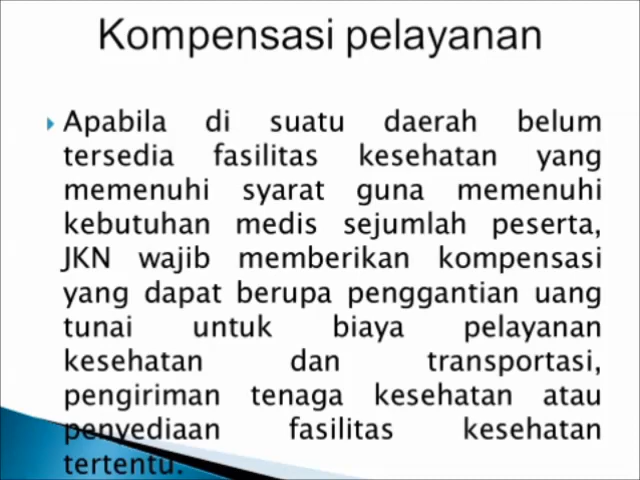 Kompensasi pelayanan
Apabila di suatu daerah belum
tersedia fasilitas kesehatan yang
memenuhi syarat guna memenuhi
kebutuhan medis sejumlah peserta,
JKN wajib memberikan kompensasi
yang dapat berupa penggantian uang
tunai untuk biaya pelayanan
kesehatan dan transportasi,
pengiriman tenaga kesehatan atau
penyediaan fasilitas kesehatan
tertentu.